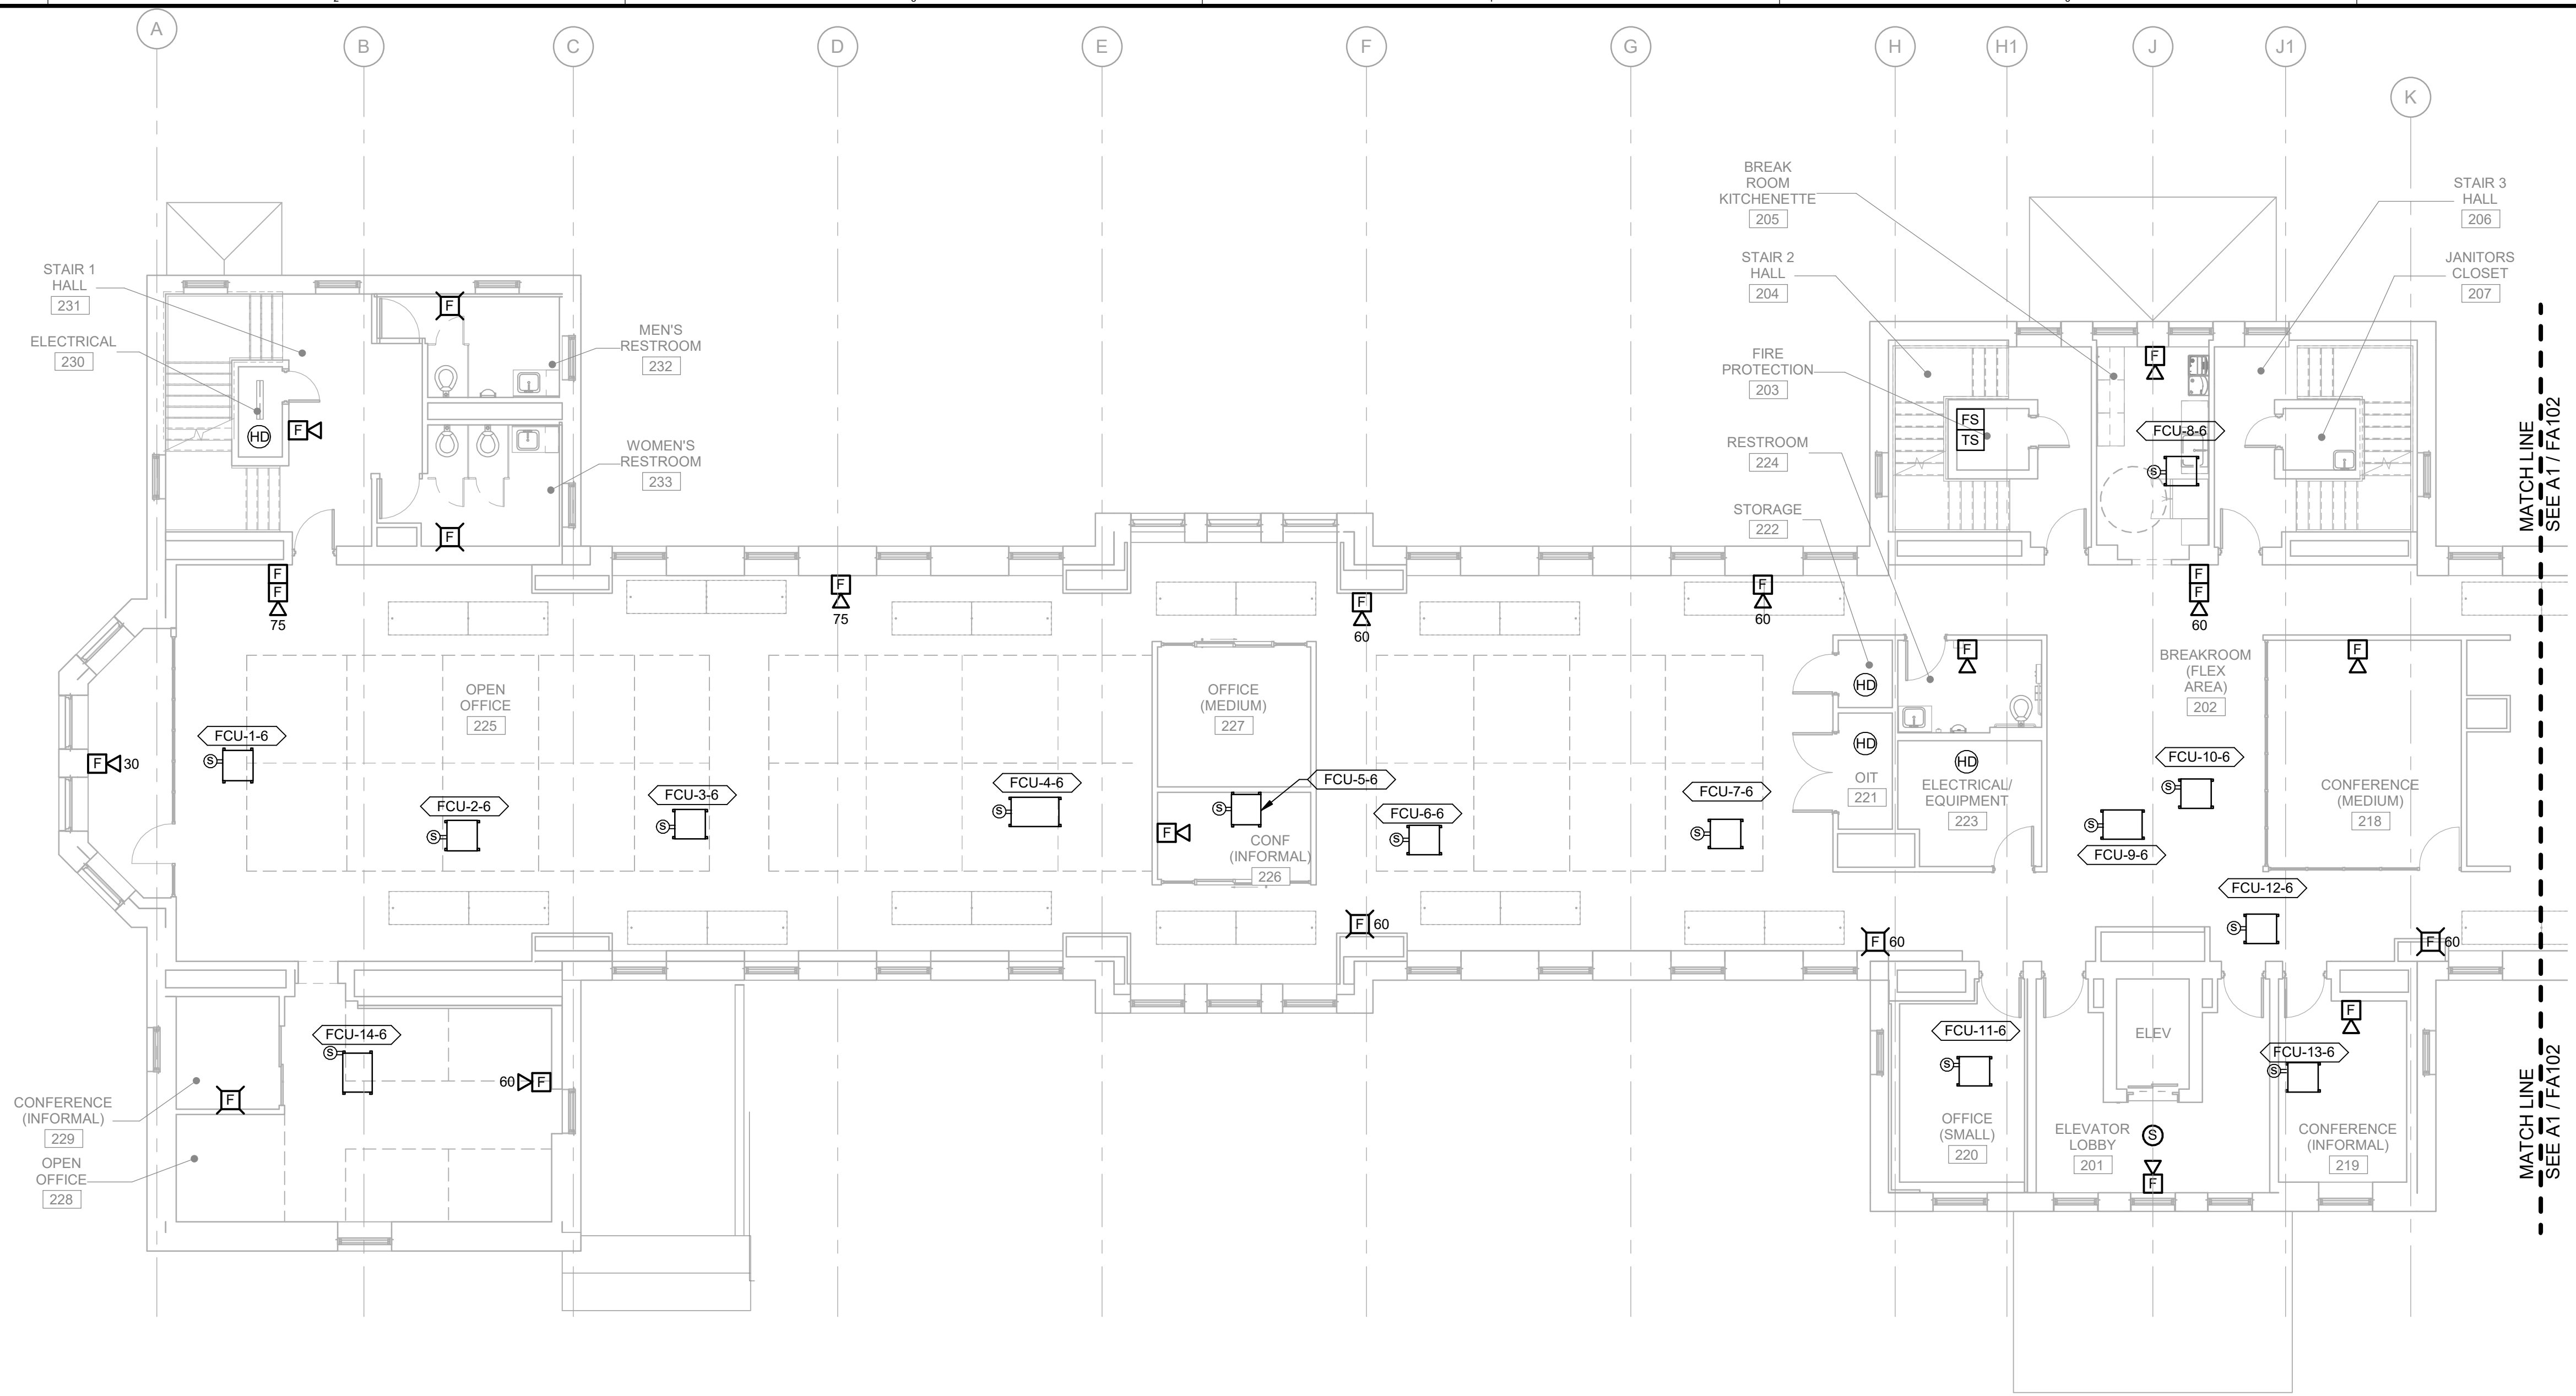 A
B
C
D
E
F
G
H
H1
J
J1
K
BREAK
ROOM
KITCHENETTE
205
STAIR 3
HALL
206
STAIR 2
HALL
204
JANITORS
CLOSET
207
STAIR 1
HALL
231
ELECTRICAL
230
MEN'S
RESTROOM
232
WOMEN'S
RESTROOM
233
FIRE
PROTECTION
203
RESTROOM
224
STORAGE
222
F
HD
F
F
FS
TS
F
FCU-8-6
S
MATCH LINE
SEE A1 / FA102
F
F
75
F
75
F
60
F
60
F
F
60
F
F
OPEN
OFFICE
225
OFFICE
(MEDIUM)
227
HD
HD
OIT
221
HD
ELECTRICAL/
EQUIPMENT
223
BREAKROOM
(FLEX
AREA)
202
CONFERENCE
(MEDIUM)
218
F
30
FCU-1-6
S
FCU-2-6
S
FCU-3-6
S
FCU-4-6
S
FCU-5-6
S
F
CONF
(INFORMAL)
226
FCU-6-6
S
FCU-7-6
S
FCU-10-6
S
FCU-9-6
S
FCU-12-6
S
F
60
F
60
F
60
FCU-14-6
S
60
F
F
CONFERENCE
(INFORMAL)
229
OPEN
OFFICE
228
FCU-11-6
S
OFFICE
(SMALL)
220
ELEV
ELEVATOR
LOBBY
201
S
F
F
FCU-13-6
S
CONFERENCE
(INFORMAL)
219
MATCH LINE
SEE A1 / FA102